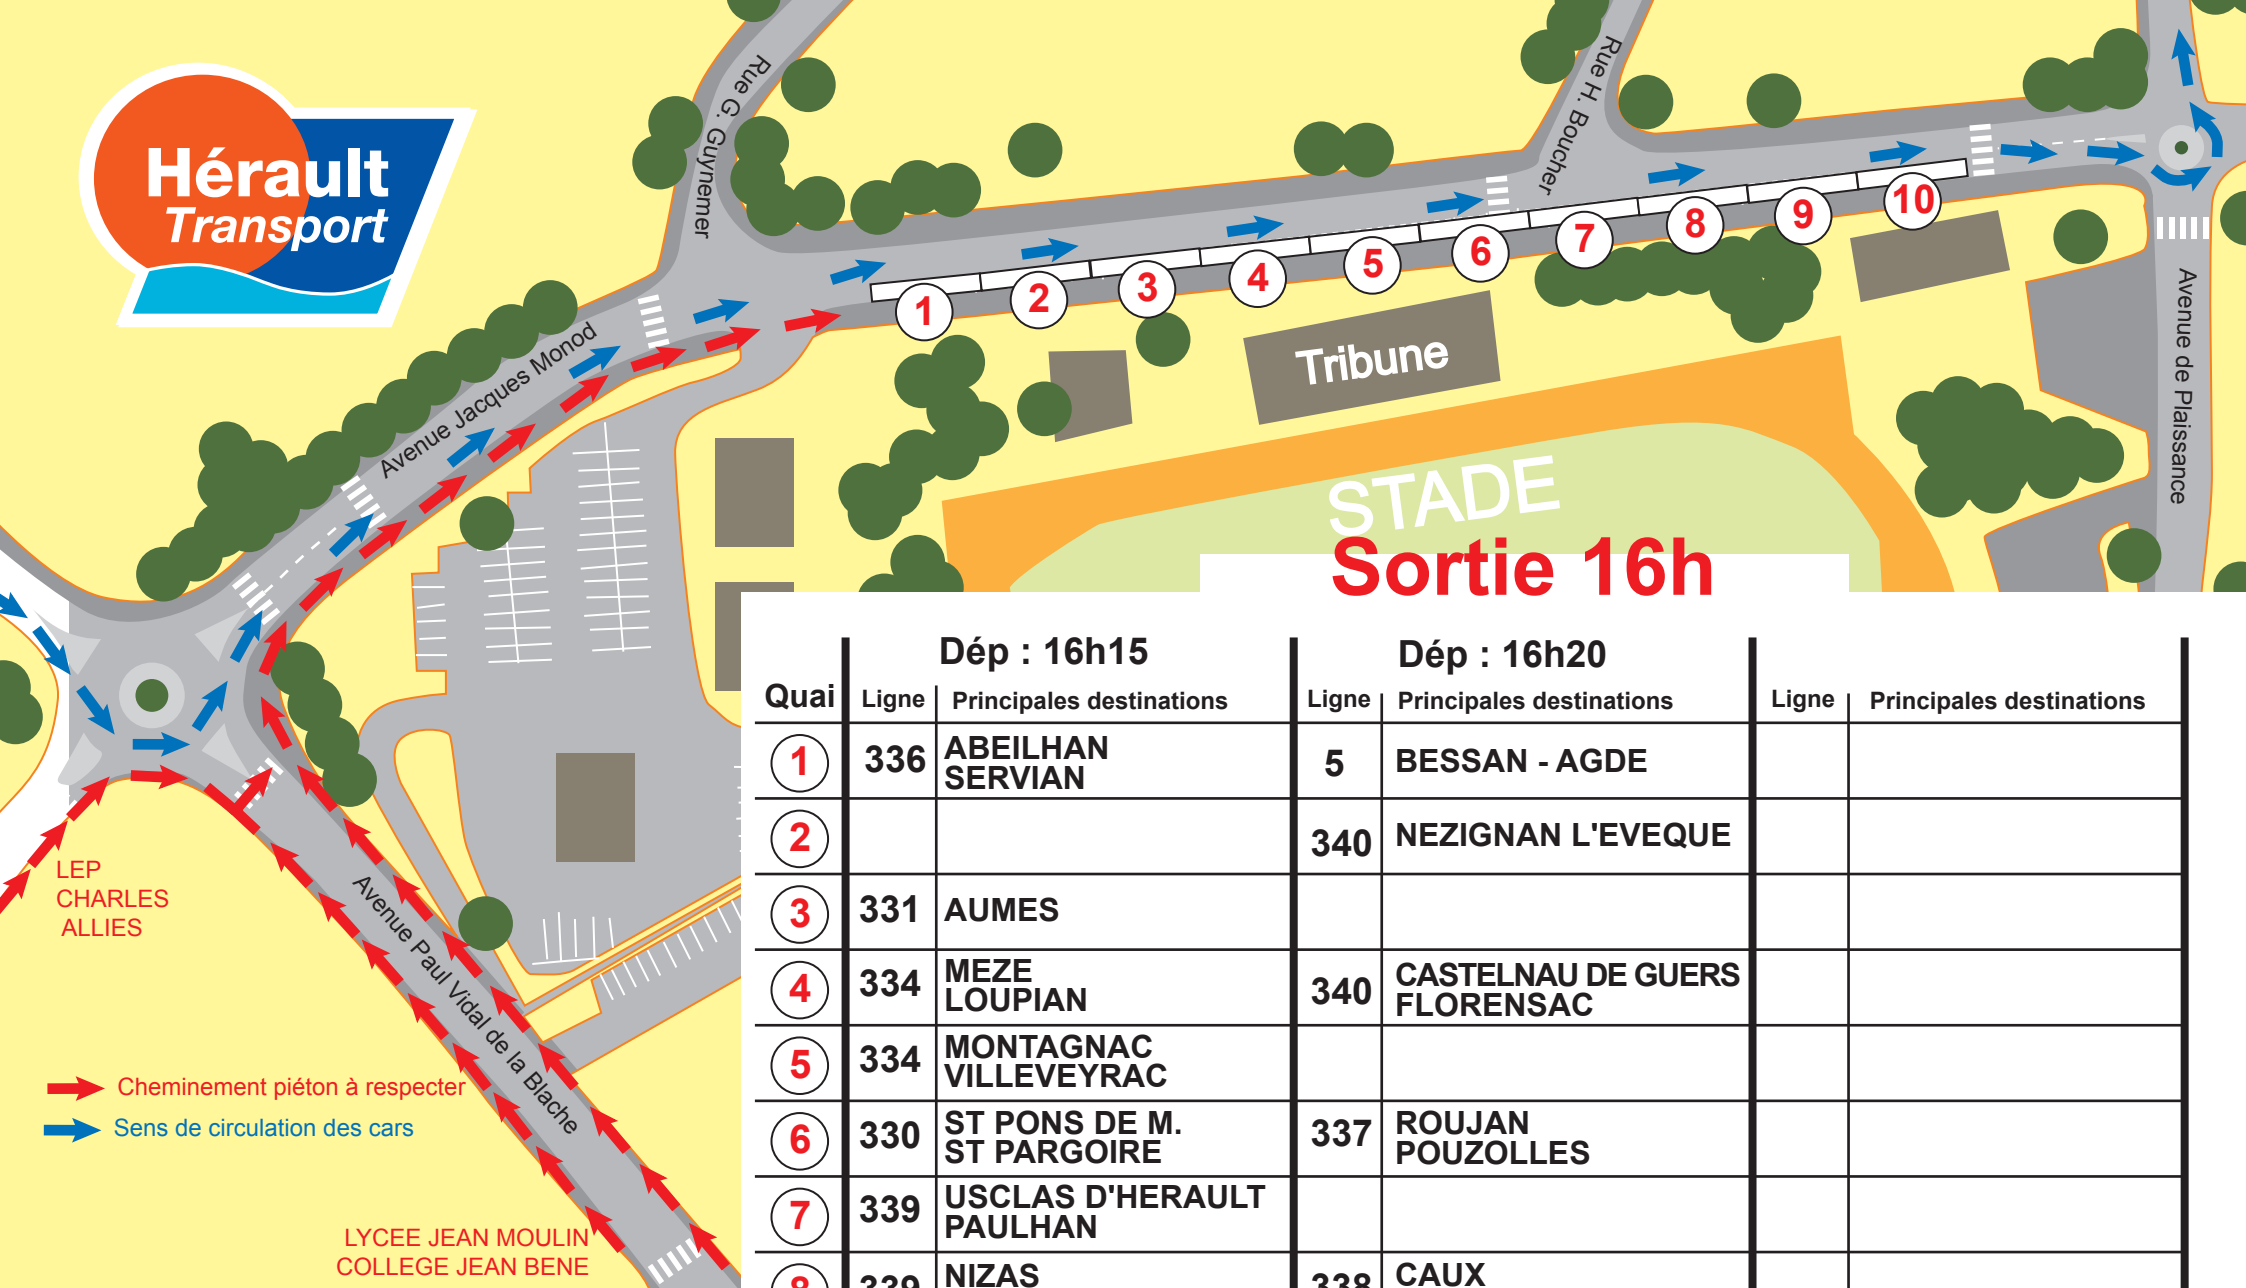 Hérault
Transport
Rue G. Guynemer
Rue H. Boucher
Avenue Jacques Monod
Avenue de Plaissance
1
2
3
4
5
6
7
8
9
10
Tribune
STADE
Sortie 16h
LEP
CHARLES
ALLIES
Avenue Paul Vidal de la Blache
Cheminement piéton à respecter
Sens de circulation des cars
LYCEE JEAN MOULIN
COLLEGE JEAN BENE
Dép : 16h15 Dép : 16h20
Quai Ligne Principales destinations Ligne Principales destinations Ligne Principales destinations
1 336 ABEILHAN
SERVIAN
5 BESSAN - AGDE
2 340 NEZIGNAN L'EVEQUE
3 331 AUMES
4 334 MEZE
LOUPIAN
340 CASTELNAU DE GUERS
FLORENSAC
5 334 MONTAGNAC
VILLEVEYRAC
6 330 ST PONS DE M.
ST PARGOIRE
337 ROUJAN
POUZOLLES
7 339 USCLAS D'HERAULT
PAULHAN
8 339 NIZAS
338 CAUX